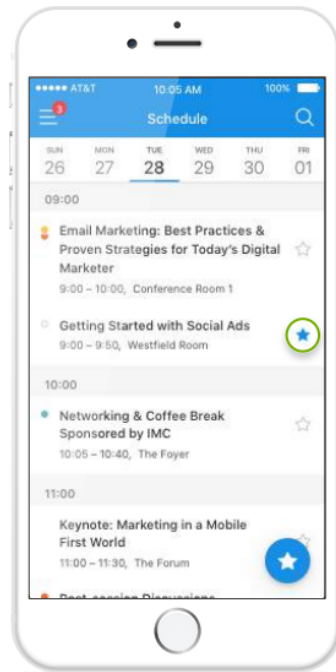 AT&T 10:05 AM 100%
3
Schedule
SUN MON TUE WED THU FRI
26 27 28 29 30 01
09:00
Email Marketing: Best Practices &
Proven Strategies for Today's Digital
Marketer
9:00 – 10:00, Conference Room 1
Getting Started with Social Ads
9:00 – 9:50, Westfield Room
10:00
Networking & Coffee Break
Sponsored by IMC
10:05 – 10:40, The Foyer
11:00
Keynote: Marketing in a Mobile
First World
11:00 – 11:30, The Forum